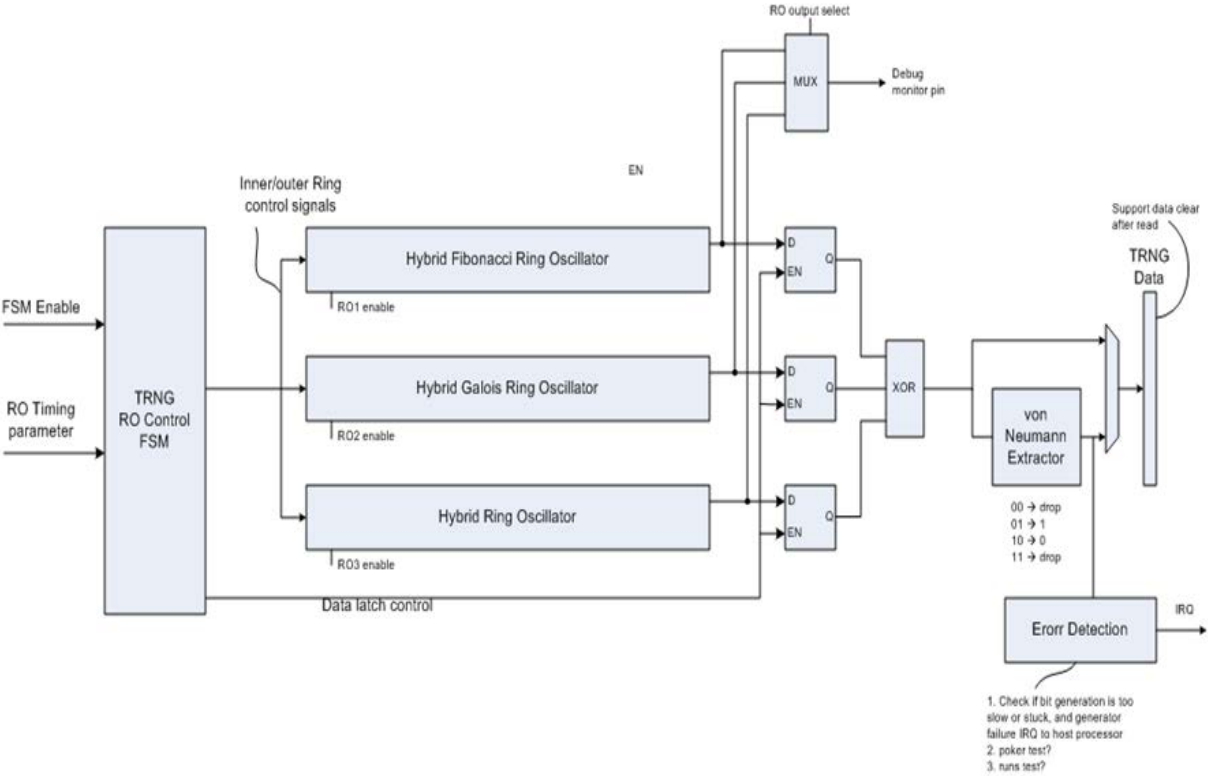 RO output select
MUX
Debug
monitor pin
EN
Inner/outer Ring
control signals
Support data clear
after read
TRNG
Data
FSM Enable
RO Timing
parameter
TRNG
RO Control
FSM
Hybrid Fibonacci Ring Oscillator
RO1 enable
D
Q
EN
Hybrid Galois Ring Oscillator
RO2 enable
D
Q
EN
XOR
von
Neumann
Extractor
Hybrid Ring Oscillator
RO3 enable
D
Q
EN
00 → drop
01 → 1
10 → 0
11 → drop
Data latch control
Erorr Detection
IRQ
1. Check if bit generation is too
slow or stuck, and generator
failure IRQ to host processor
2. poker test?
3. runs test?